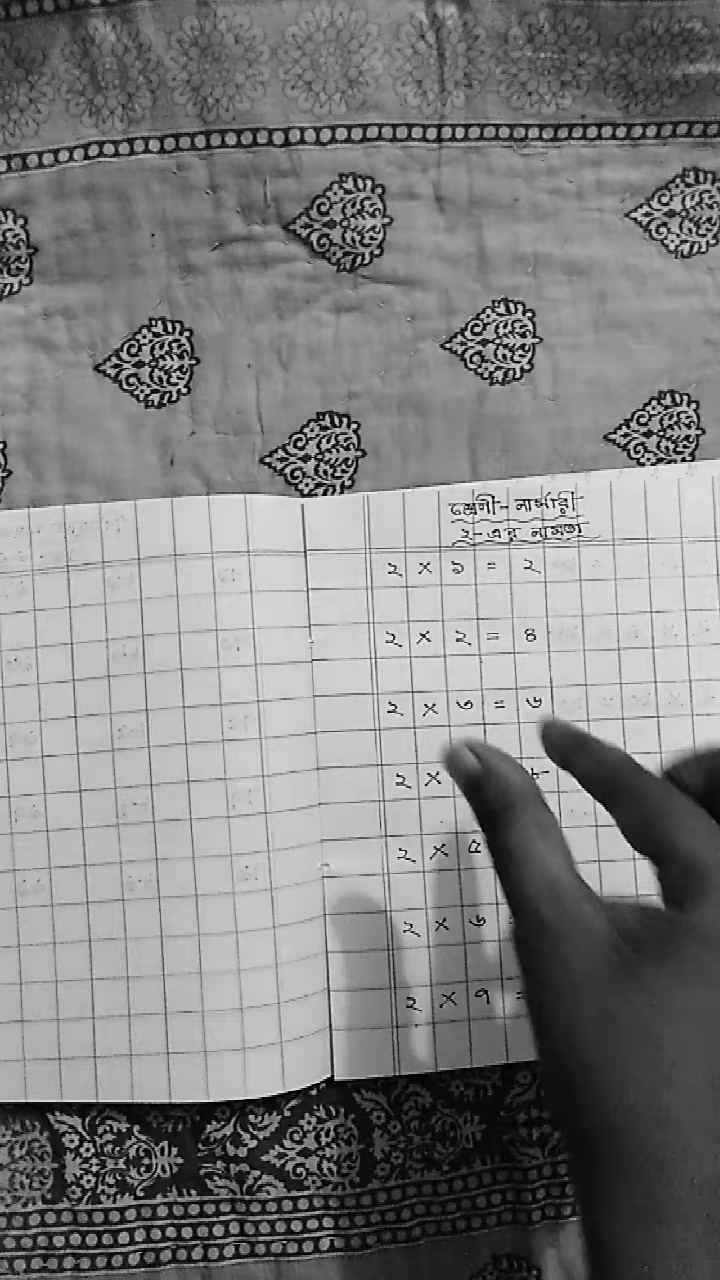 শ্রেণী - নার্সারী
২ - এর নামতা
২ × ১ = ২
২ × ২ = ৪
২ × ৩ = ৬
২ ×
২ × ৫
২ × ৬
২ × ৭ =